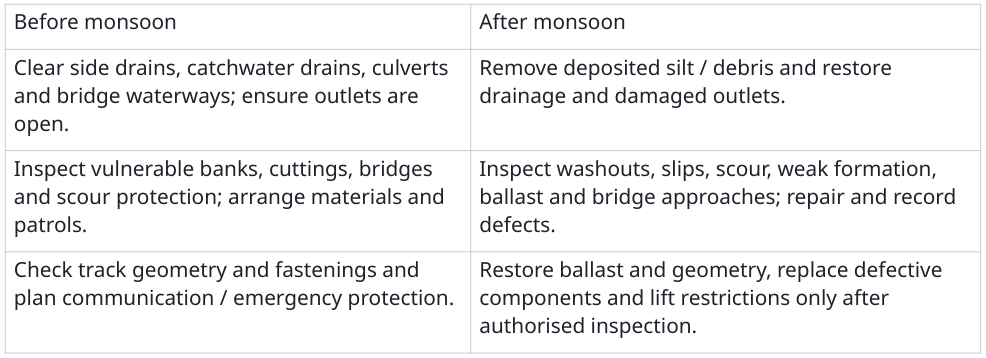 Before monsoon
After monsoon
Clear side drains, catchwater drains, culverts
and bridge waterways; ensure outlets are
open.
Remove deposited silt / debris and restore
drainage and damaged outlets.
Inspect vulnerable banks, cuttings, bridges
and scour protection; arrange materials and
patrols.
Inspect washouts, slips, scour, weak formation,
ballast and bridge approaches; repair and record
defects.
Check track geometry and fastenings and
plan communication / emergency protection.
Restore ballast and geometry, replace defective
components and lift restrictions only after
authorised inspection.